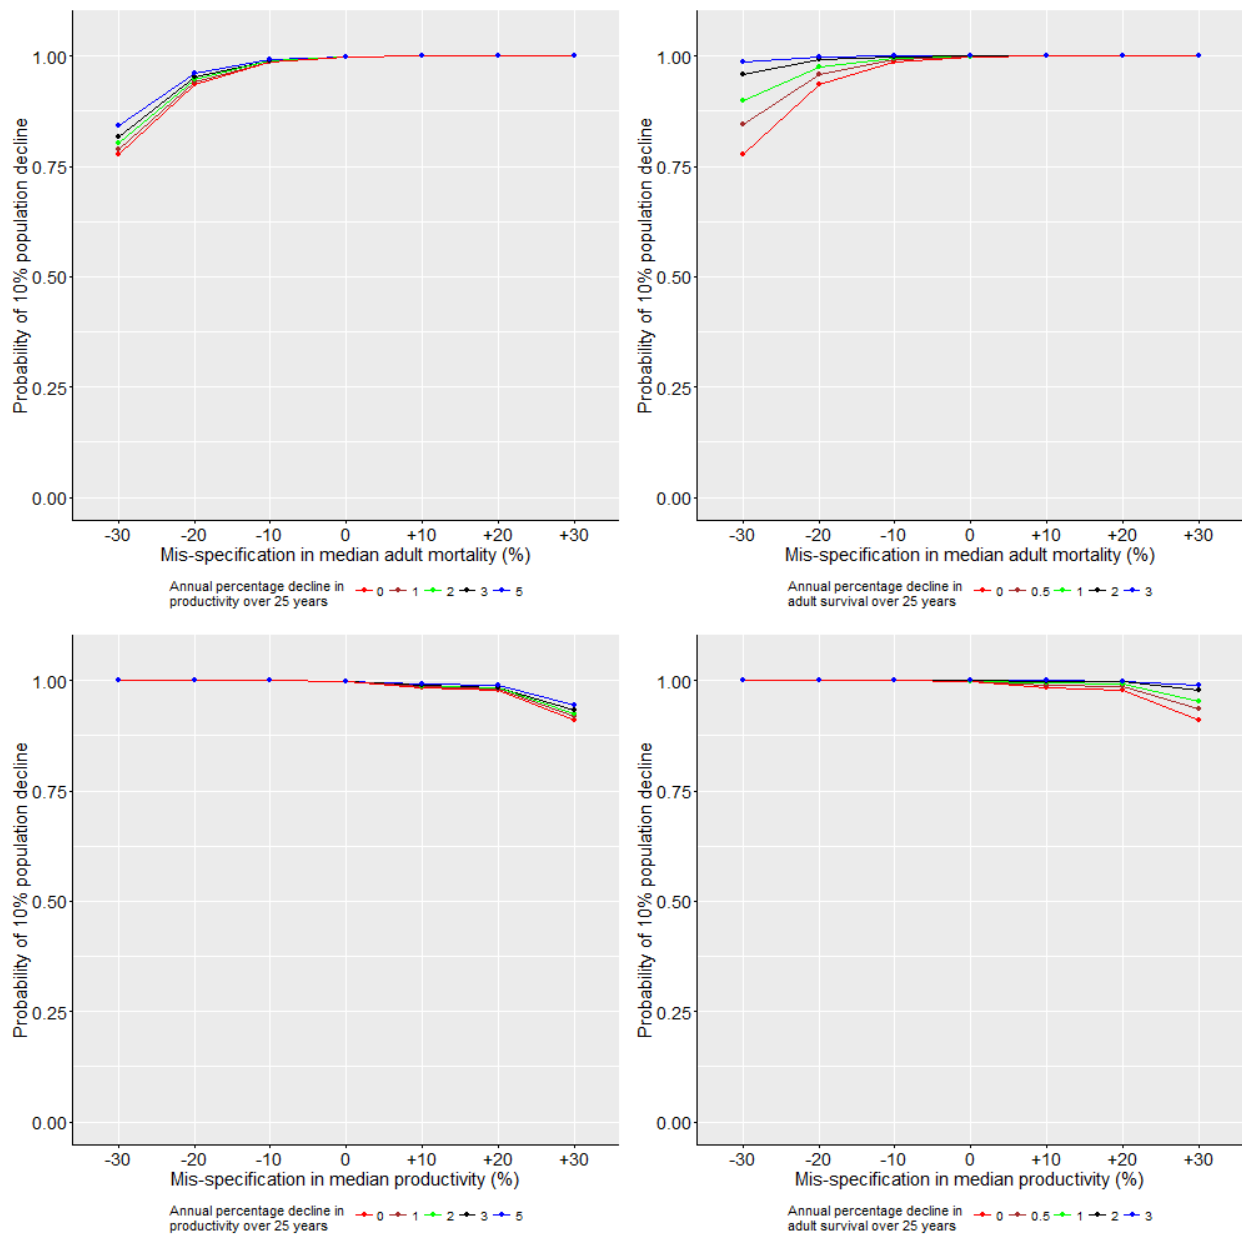 Probability of 10% population decline
1.00
0.75
0.50
0.25
0.00
-30 -20 -10 0 +10 +20 +30
Mis-specification in median adult mortality (%)
Annual percentage decline in
productivity over 25 years
0 1 2 3 5
Probability of 10% population decline
1.00
0.75
0.50
0.25
0.00
-30 -20 -10 0 +10 +20 +30
Mis-specification in median adult mortality (%)
Annual percentage decline in
adult survival over 25 years
0 0.5 1 2 3
Probability of 10% population decline
1.00
0.75
0.50
0.25
0.00
-30 -20 -10 0 +10 +20 +30
Mis-specification in median productivity (%)
Annual percentage decline in
productivity over 25 years
0 1 2 3 5
Probability of 10% population decline
1.00
0.75
0.50
0.25
0.00
-30 -20 -10 0 +10 +20 +30
Mis-specification in median productivity (%)
Annual percentage decline in
adult survival over 25 years
0 0.5 1 2 3